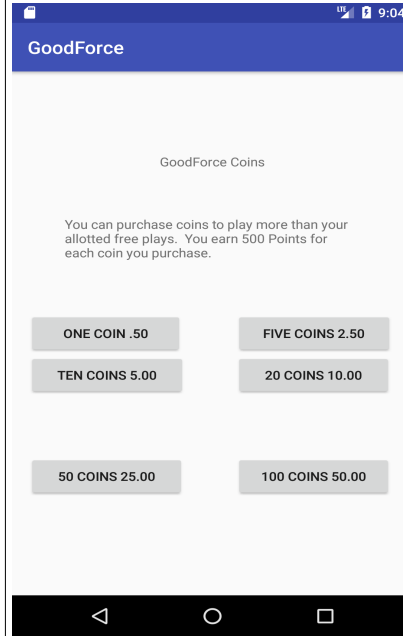 LTE 9:04
GoodForce
GoodForce Coins
You can purchase coins to play more than your
allotted free plays.  You earn 500 Points for
each coin you purchase.
ONE COIN .50
FIVE COINS 2.50
TEN COINS 5.00
20 COINS 10.00
50 COINS 25.00
100 COINS 50.00